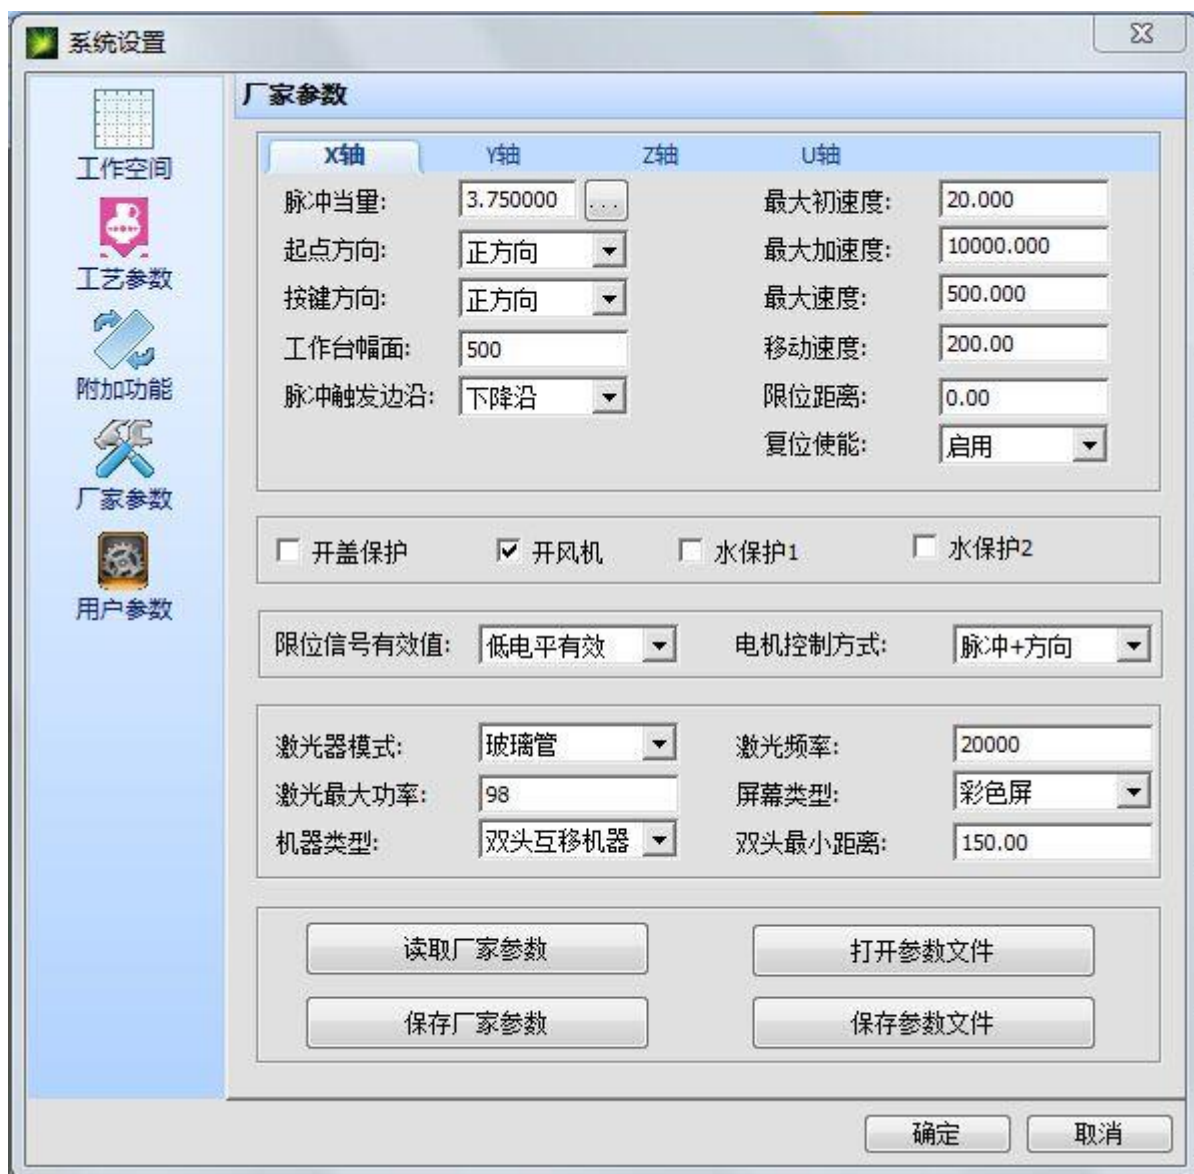 系统设置
工作空间
工艺参数
附加功能
厂家参数
用户参数
厂家参数
X轴 Y轴 Z轴 U轴
脉冲当量: 3.750000 ... 最大初速度: 20.000
起点方向: 正方向 最大加速度: 10000.000
按键方向: 正方向 最大速度: 500.000
工作台幅面: 500 移动速度: 200.00
脉冲触发边沿: 下降沿 限位距离: 0.00
复位使能: 启用
开盖保护 开风机 水保护1 水保护2
限位信号有效值: 低电平有效 电机控制方式: 脉冲+方向
激光器模式: 玻璃管 激光频率: 20000
激光最大功率: 98 屏幕类型: 彩色屏
机器类型: 双头互移机器 双头最小距离: 150.00
读取厂家参数 打开参数文件
保存厂家参数 保存参数文件
确定 取消